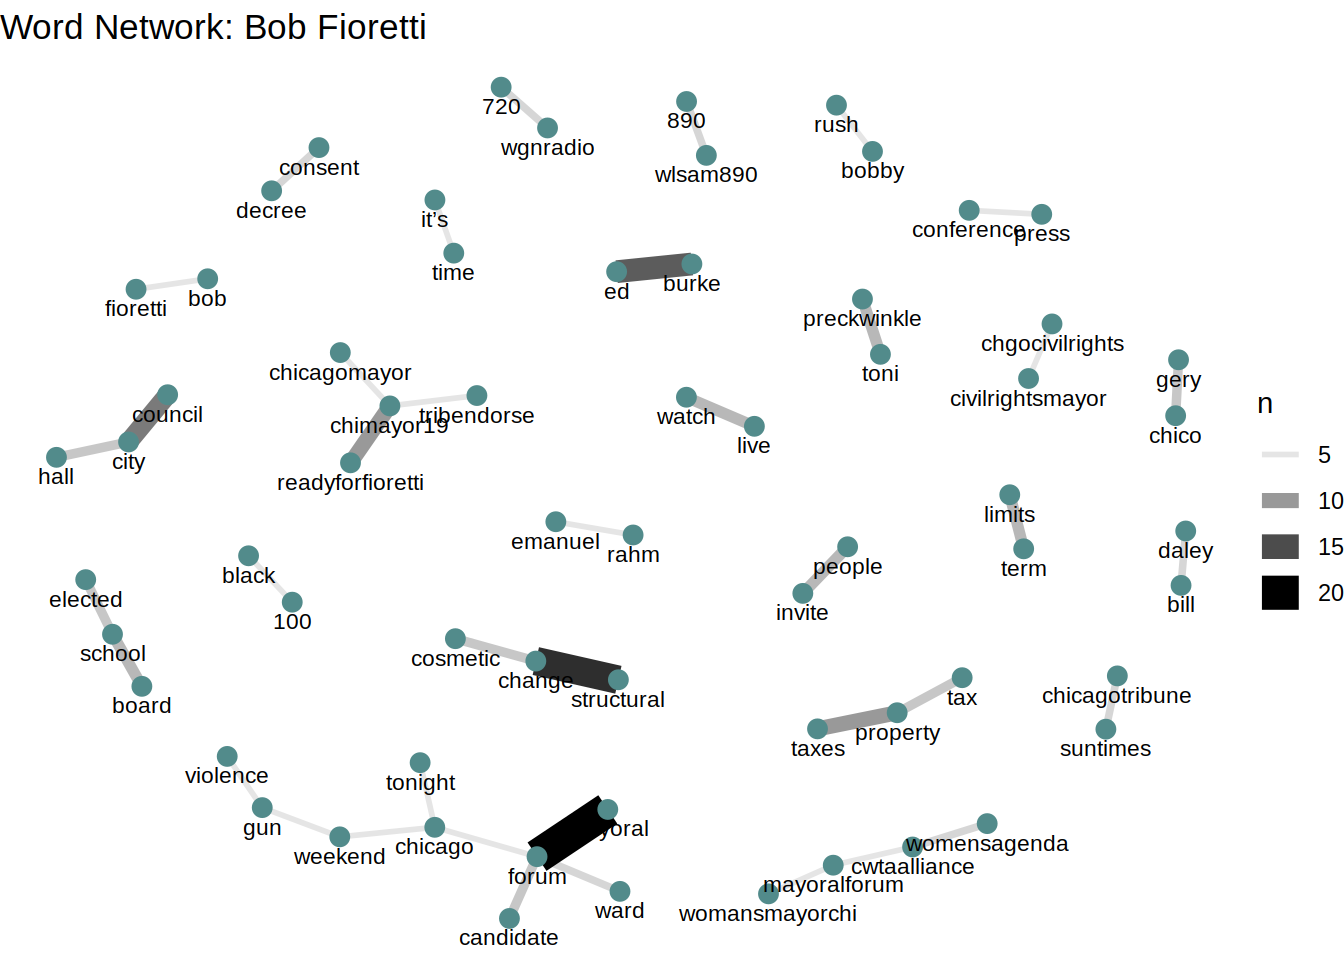 Word Network: Bob Fioretti
720
wgnradio
890
wlsam890
rush
bobby
consent
decree
it's
time
conference
press
fioretti
bob
ed
burke
preckwinkle
toni
chgocivilrights
civilrightsmayor
gery
chico
chicagomayor
chimayor19
tribendorse
readyforfioretti
council
city
hall
watch
live
n
5
10
15
20
limits
term
daley
bill
emanuel
rahm
people
invite
black
100
elected
school
board
cosmetic
change
structural
tax
property
taxes
chicagotribune
suntimes
violence
gun
weekend
tonight
chicago
yoral
forum
ward
candidate
womensagenda
cwtaalliance
mayoralforum
womansmayorchi